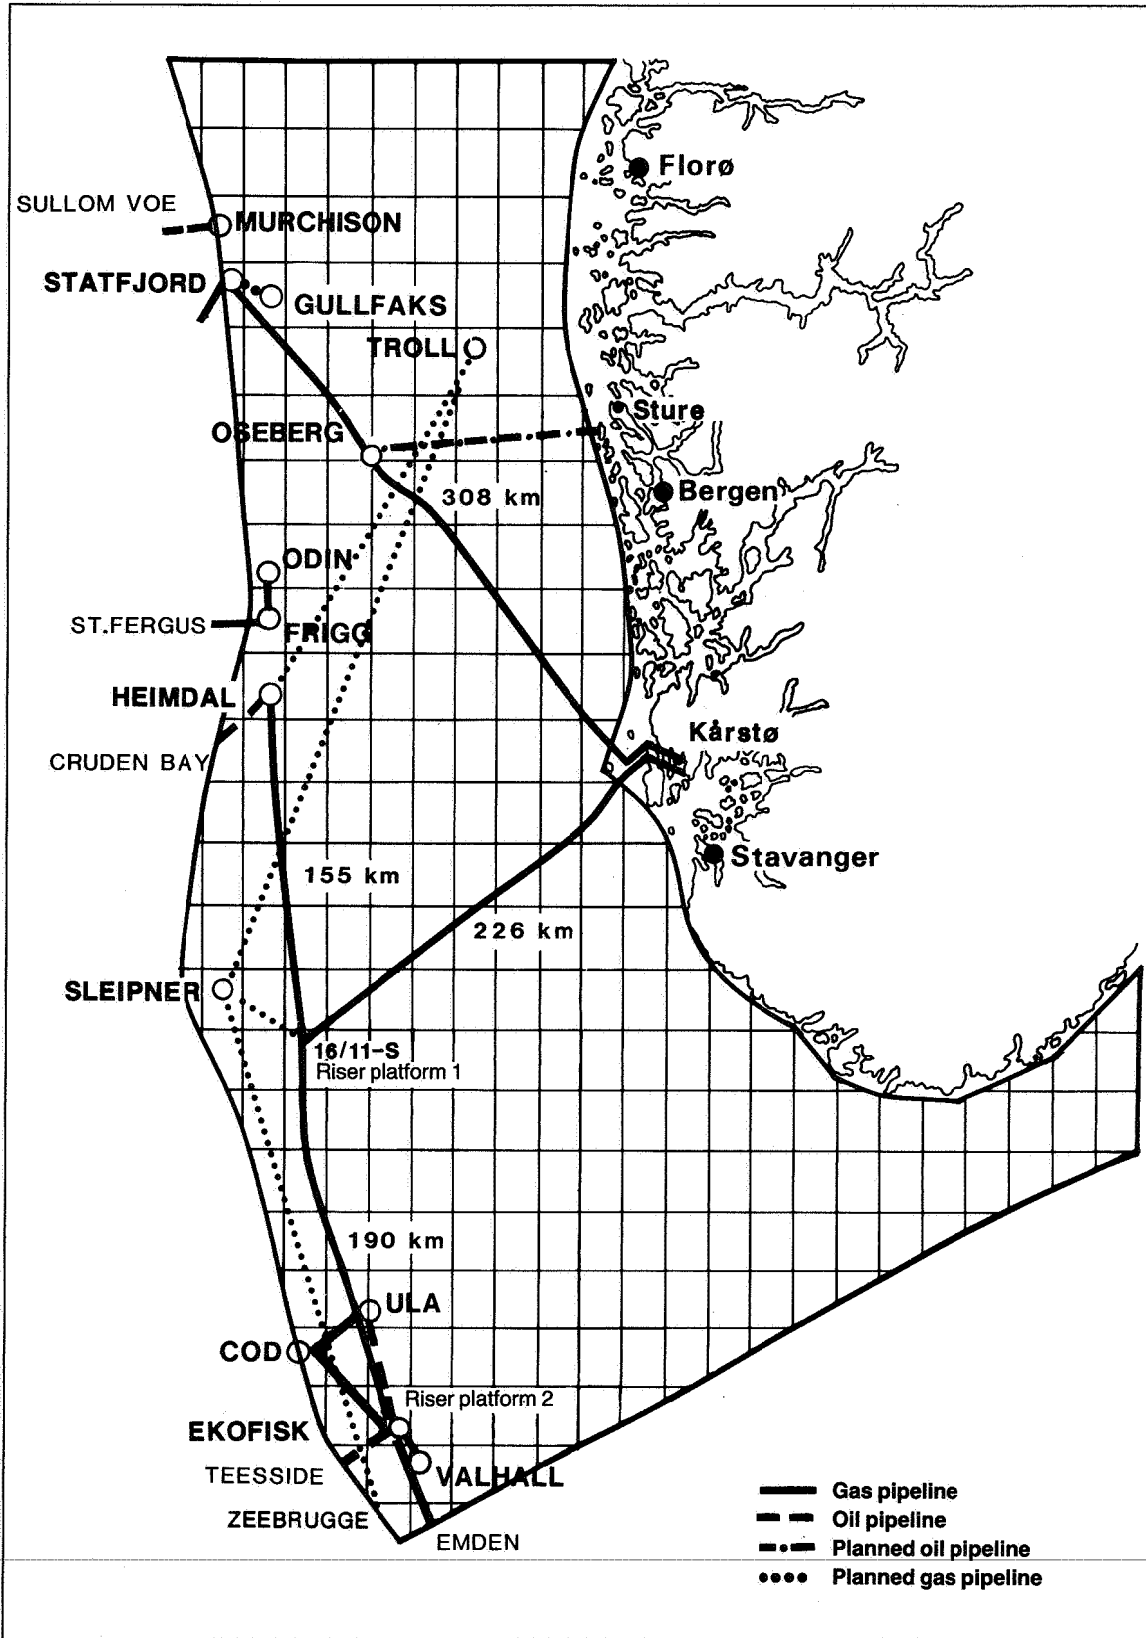 Florø
SULLOM VOE
MURCHISON
STATFJORD
GULLFAKS
TROLL
Sture
OSEBERG
308 km
Bergen
ODIN
ST.FERGUS
FRIGG
HEIMDAL
Kårstø
CRUDEN BAY
Stavanger
155 km
226 km
SLEIPNER
16/11-S
Riser platform 1
190 km
ULA
COD
Riser platform 2
EKOFISK
TEESSIDE
VALHALL
ZEEBRUGGE
EMDEN
Gas pipeline
Oil pipeline
Planned oil pipeline
Planned gas pipeline